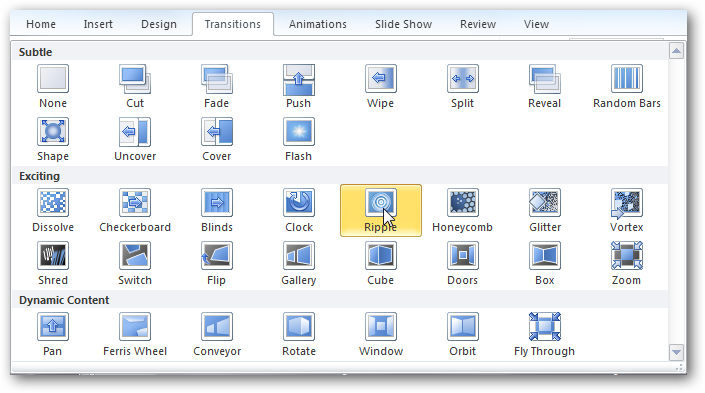 Home Insert Design Transitions Animations Slide Show Review View
Subtle
None Cut Fade Push Wipe Split Reveal Random Bars
Shape Uncover Cover Flash
Exciting
Dissolve Checkerboard Blinds Clock Ripple Honeycomb Glitter Vortex
Shred Switch Flip Gallery Cube Doors Box Zoom
Dynamic Content
Pan Ferris Wheel Conveyor Rotate Window Orbit Fly Through